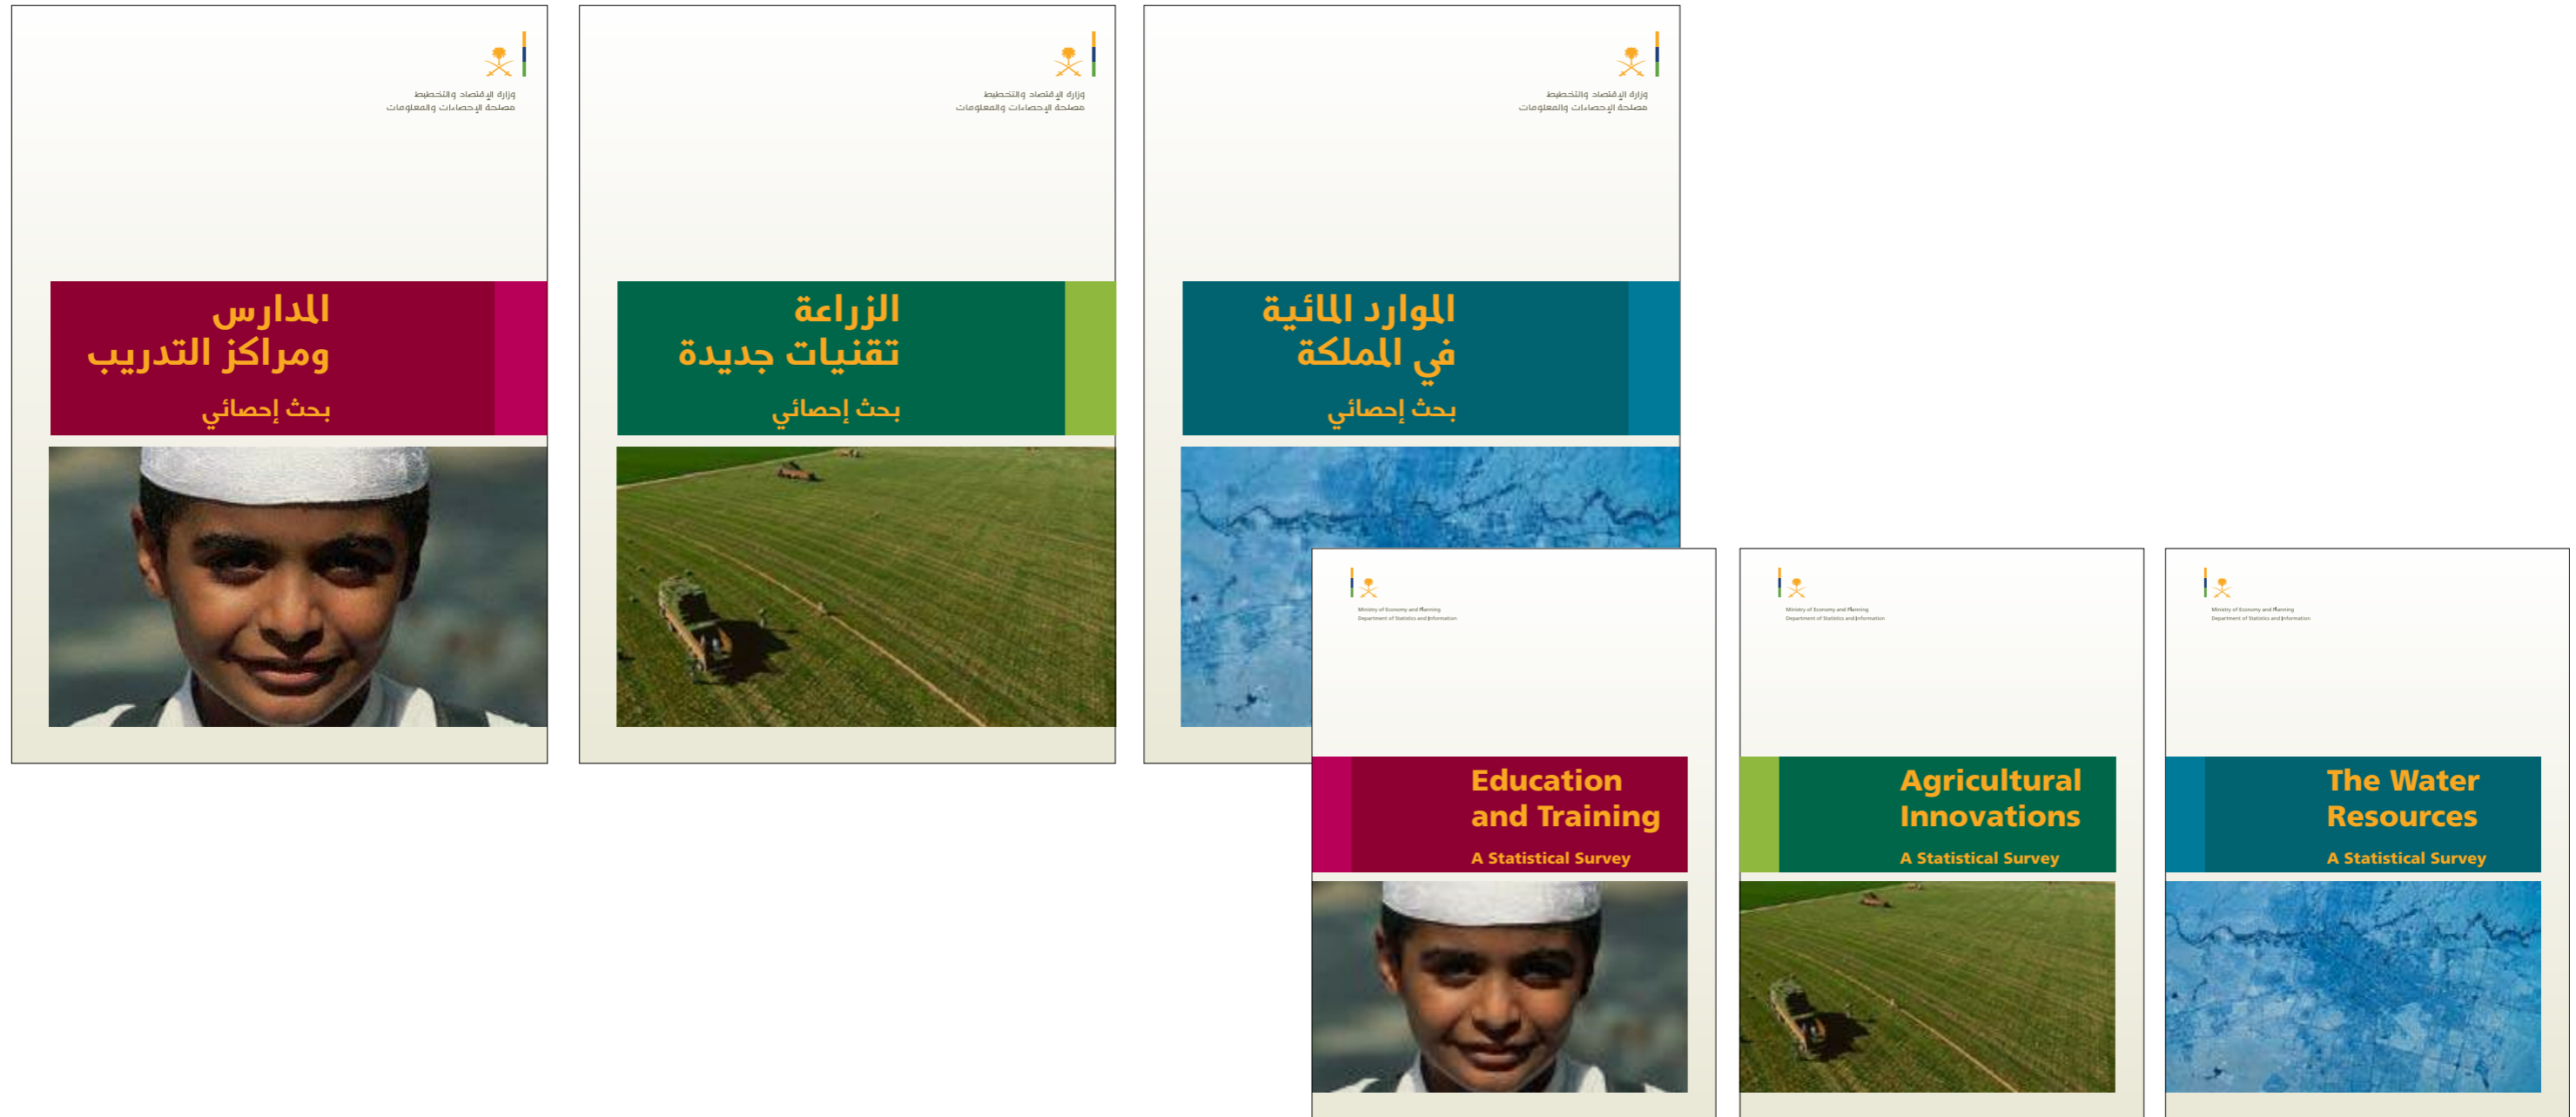 وزارة الإقتصاد والتخطيط
مصلحة الإحصاءات والمعلومات
المدارس
ومراكز التدريب
بحث إحصائي
وزارة الإقتصاد والتخطيط
مصلحة الإحصاءات والمعلومات
الزراعة
تقنيات جديدة
بحث إحصائي
وزارة الإقتصاد والتخطيط
مصلحة الإحصاءات والمعلومات
الموارد المائية
في المملكة
بحث إحصائي
Ministry of Economy and Planning
Department of Statistics and Information
Education
and Training
A Statistical Survey
Ministry of Economy and Planning
Department of Statistics and Information
Agricultural
Innovations
A Statistical Survey
Ministry of Economy and Planning
Department of Statistics and Information
The Water
Resources
A Statistical Survey